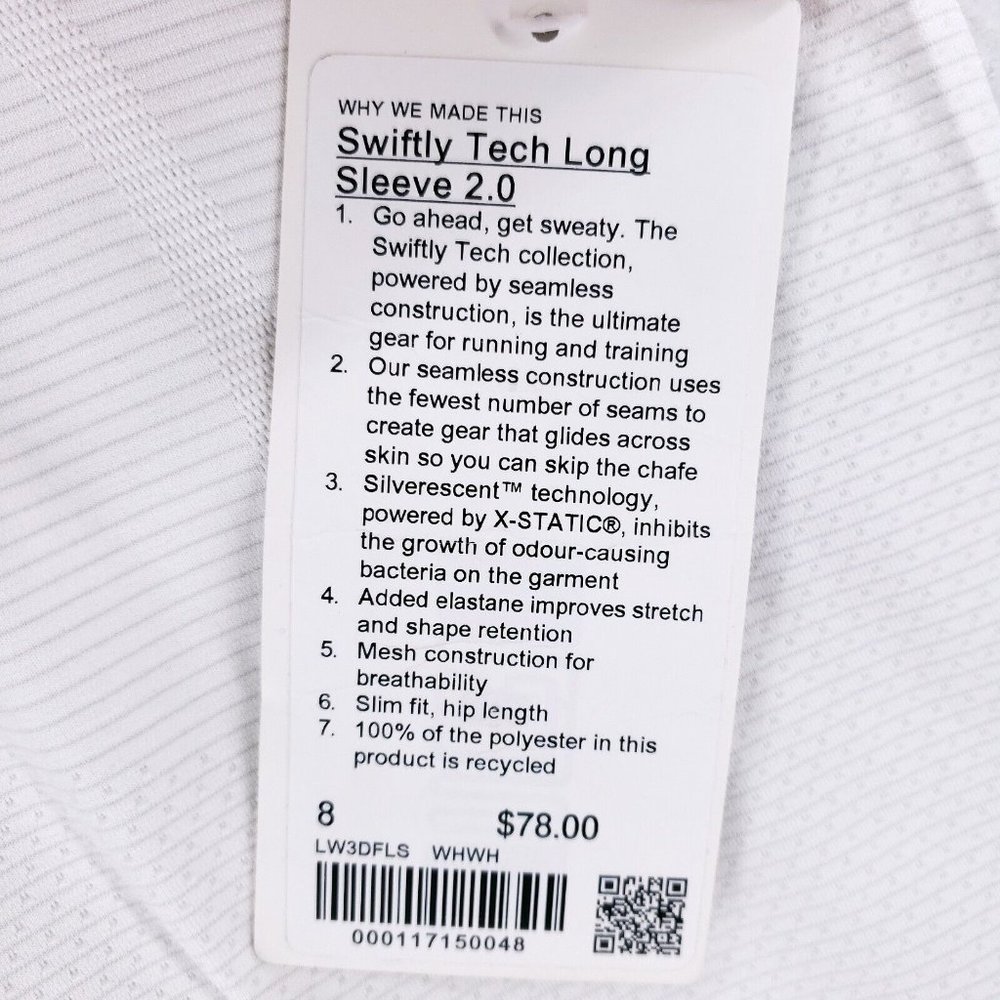 WHY WE MADE THIS
Swiftly Tech Long
Sleeve 2.0
1. Go ahead, get sweaty. The
Swiftly Tech collection,
powered by seamless
construction, is the ultimate
gear for running and training
2. Our seamless construction uses
the fewest number of seams to
create gear that glides across
skin so you can skip the chafe
3. Silverescent™ technology,
powered by X-STATIC®, inhibits
the growth of odour-causing
bacteria on the garment
4. Added elastane improves stretch
and shape retention
5. Mesh construction for
breathability
6. Slim fit, hip length
7. 100% of the polyester in this
product is recycled
8 $78.00
LW3DFLS WHWH
000117150048